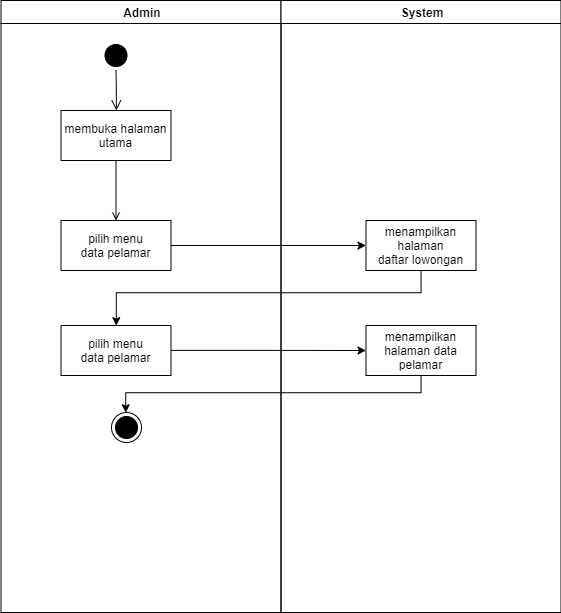 Admin
System
membuka halaman
utama
pilih menu
data pelamar
menampilkan
halaman
daftar lowongan
pilih menu
data pelamar
menampilkan
halaman data
pelamar